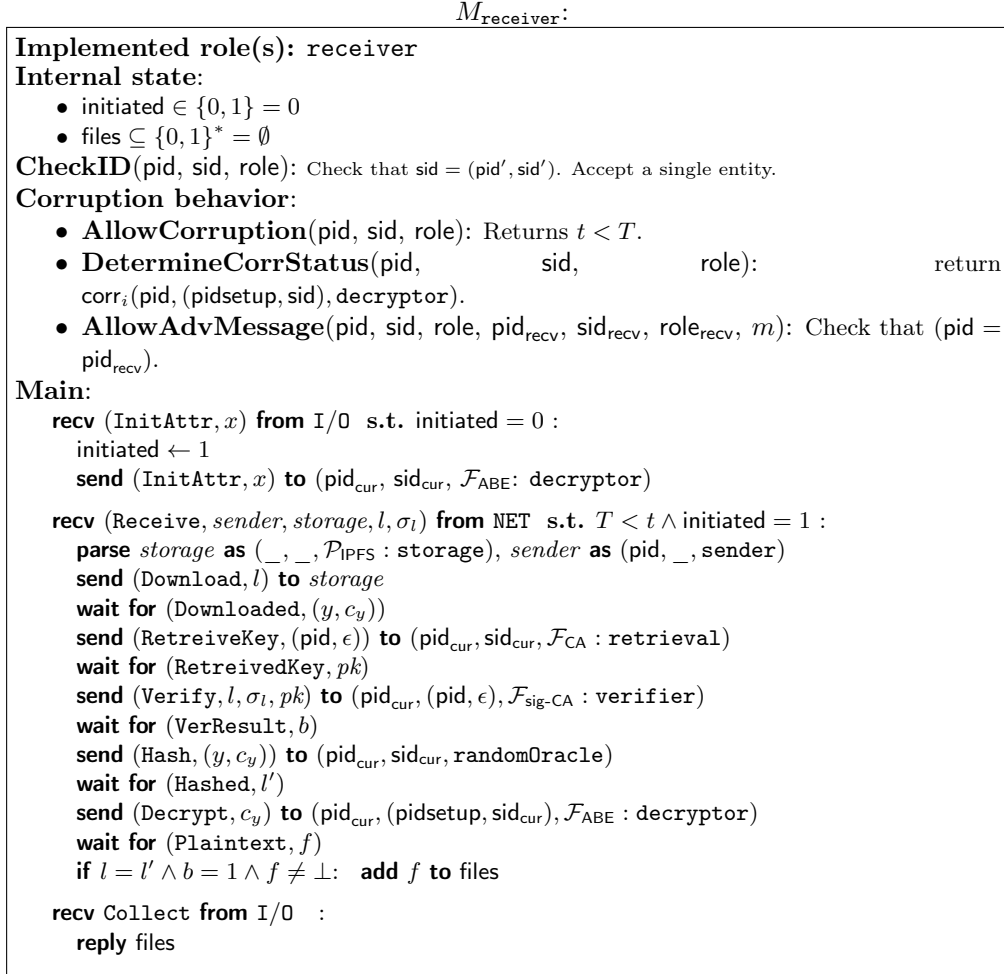 M_receiver:
Implemented role(s): receiver
Internal state:
• initiated ∈ {0, 1} = 0
• files ⊆ {0, 1}* = ∅
CheckID(pid, sid, role): Check that sid = (pid′, sid′). Accept a single entity.
Corruption behavior:
• AllowCorruption(pid, sid, role): Returns t < T.
• DetermineCorrStatus(pid, sid, role): return
corr_i(pid, (pidsetup, sid), decryptor).
• AllowAdvMessage(pid, sid, role, pid_recv, sid_recv, role_recv, m): Check that (pid =
pid_recv).
Main:
recv (InitAttr, x) from I/O s.t. initiated = 0 :
initiated ← 1
send (InitAttr, x) to (pid_cur, sid_cur, F_ABE: decryptor)
recv (Receive, sender, storage, l, σ_l) from NET s.t. T < t ∧ initiated = 1 :
parse storage as (_, _, P_IPFS : storage), sender as (pid, _, sender)
send (Download, l) to storage
wait for (Downloaded, (y, c_y))
send (RetreiveKey, (pid, ϵ)) to (pid_cur, sid_cur, F_CA : retrieval)
wait for (RetreivedKey, pk)
send (Verify, l, σ_l, pk) to (pid_cur, (pid, ϵ), F_sig-CA : verifier)
wait for (VerResult, b)
send (Hash, (y, c_y)) to (pid_cur, sid_cur, randomOracle)
wait for (Hashed, l′)
send (Decrypt, c_y) to (pid_cur, (pidsetup, sid_cur), F_ABE : decryptor)
wait for (Plaintext, f)
if l = l′ ∧ b = 1 ∧ f ≠ ⊥: add f to files
recv Collect from I/O :
reply files